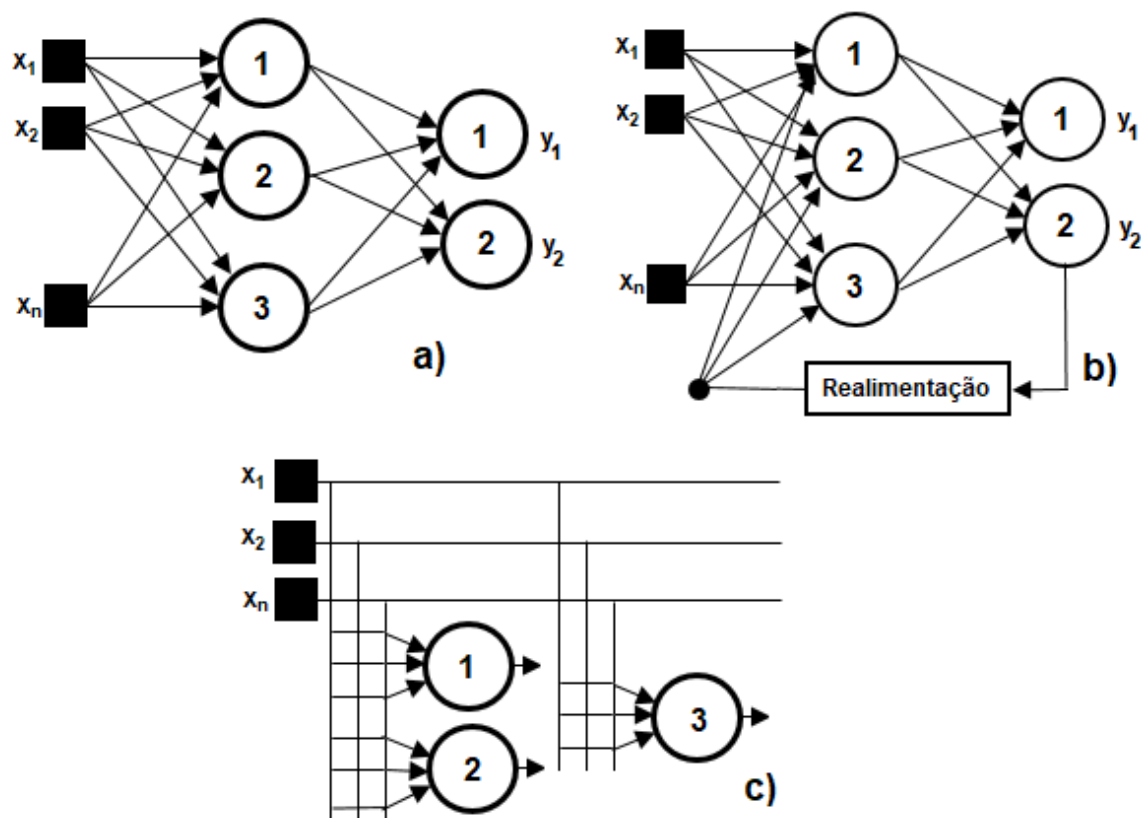 x₁
1
x₂
1
y₁
2
2
y₂
xₙ
3
a)
x₁
1
x₂
1
y₁
2
2
y₂
xₙ
3
Realimentação
b)
x₁
x₂
xₙ
1
3
2
c)